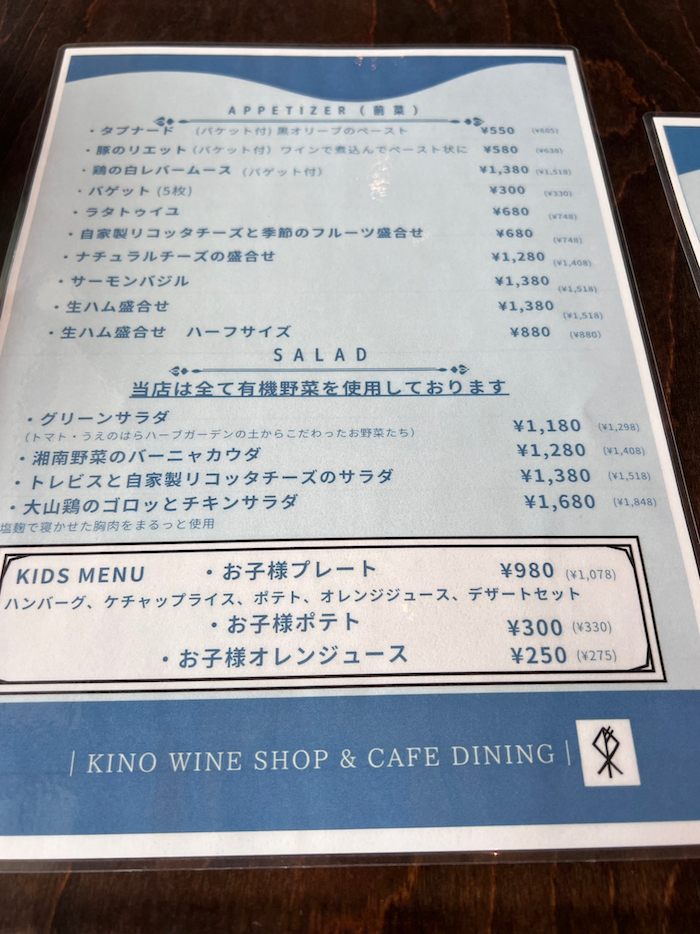 APPETIZER (前菜)
・タプナード (バケット付) 黒オリーブのペースト ¥550 (¥605)
・豚のリエット (バケット付) ワインで煮込んでペースト状に ¥580 (¥638)
・鶏の白レバームース (バケット付) ¥1,380 (¥1,518)
・バゲット (5枚) ¥300 (¥330)
・ラタトゥイユ ¥680 (¥748)
・自家製リコッタチーズと季節のフルーツ盛合せ ¥680 (¥748)
・ナチュラルチーズの盛合せ ¥1,280 (¥1,408)
・サーモンバジル ¥1,380 (¥1,518)
・生ハム盛合せ ¥1,380 (¥1,518)
・生ハム盛合せ ハーフサイズ ¥880 (¥880)
SALAD
当店は全て有機野菜を使用しております
・グリーンサラダ ¥1,180 (¥1,298)
(トマト・うえのはらハーブガーデンの土からこだわったお野菜たち)
・湘南野菜のバーニャカウダ ¥1,280 (¥1,408)
・トレビスと自家製リコッタチーズのサラダ ¥1,380 (¥1,518)
・大山鶏のゴロッとチキンサラダ ¥1,680 (¥1,848)
塩麹で寝かせた胸肉をまるっと使用
KIDS MENU ・お子様プレート ¥980 (¥1,078)
ハンバーグ、ケチャップライス、ポテト、オレンジジュース、デザートセット
・お子様ポテト ¥300 (¥330)
・お子様オレンジュース ¥250 (¥275)
| KINO WINE SHOP & CAFE DINING |